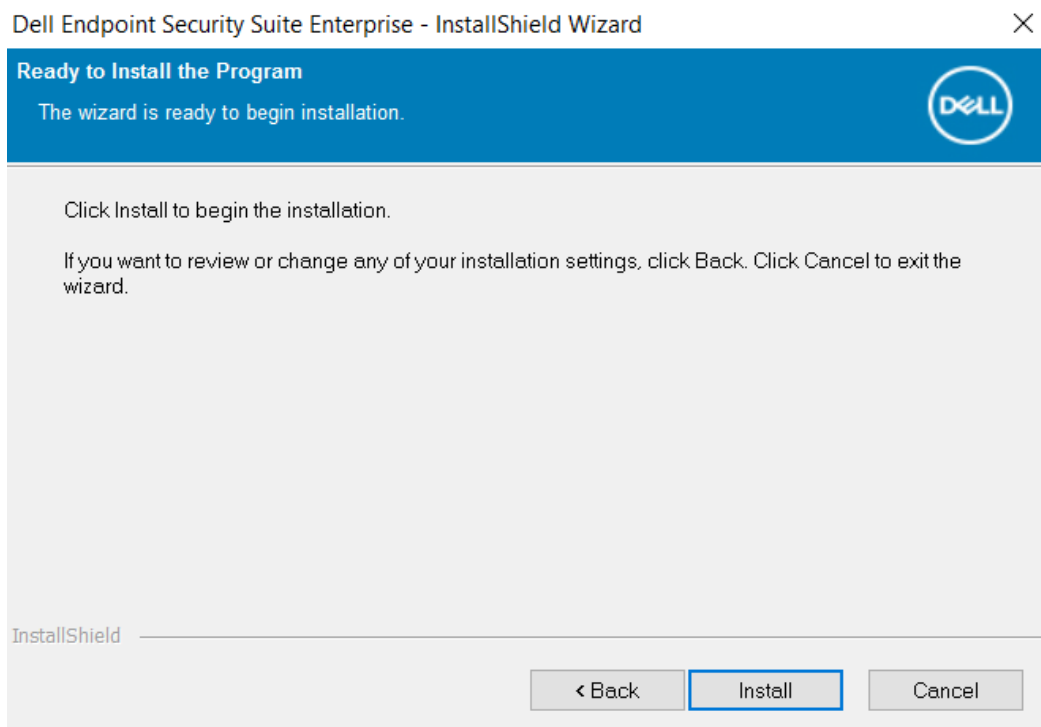 Dell Endpoint Security Suite Enterprise - InstallShield Wizard
Ready to Install the Program
The wizard is ready to begin installation.
DELL
Click Install to begin the installation.
If you want to review or change any of your installation settings, click Back. Click Cancel to exit the
wizard.
InstallShield
< Back
Install
Cancel